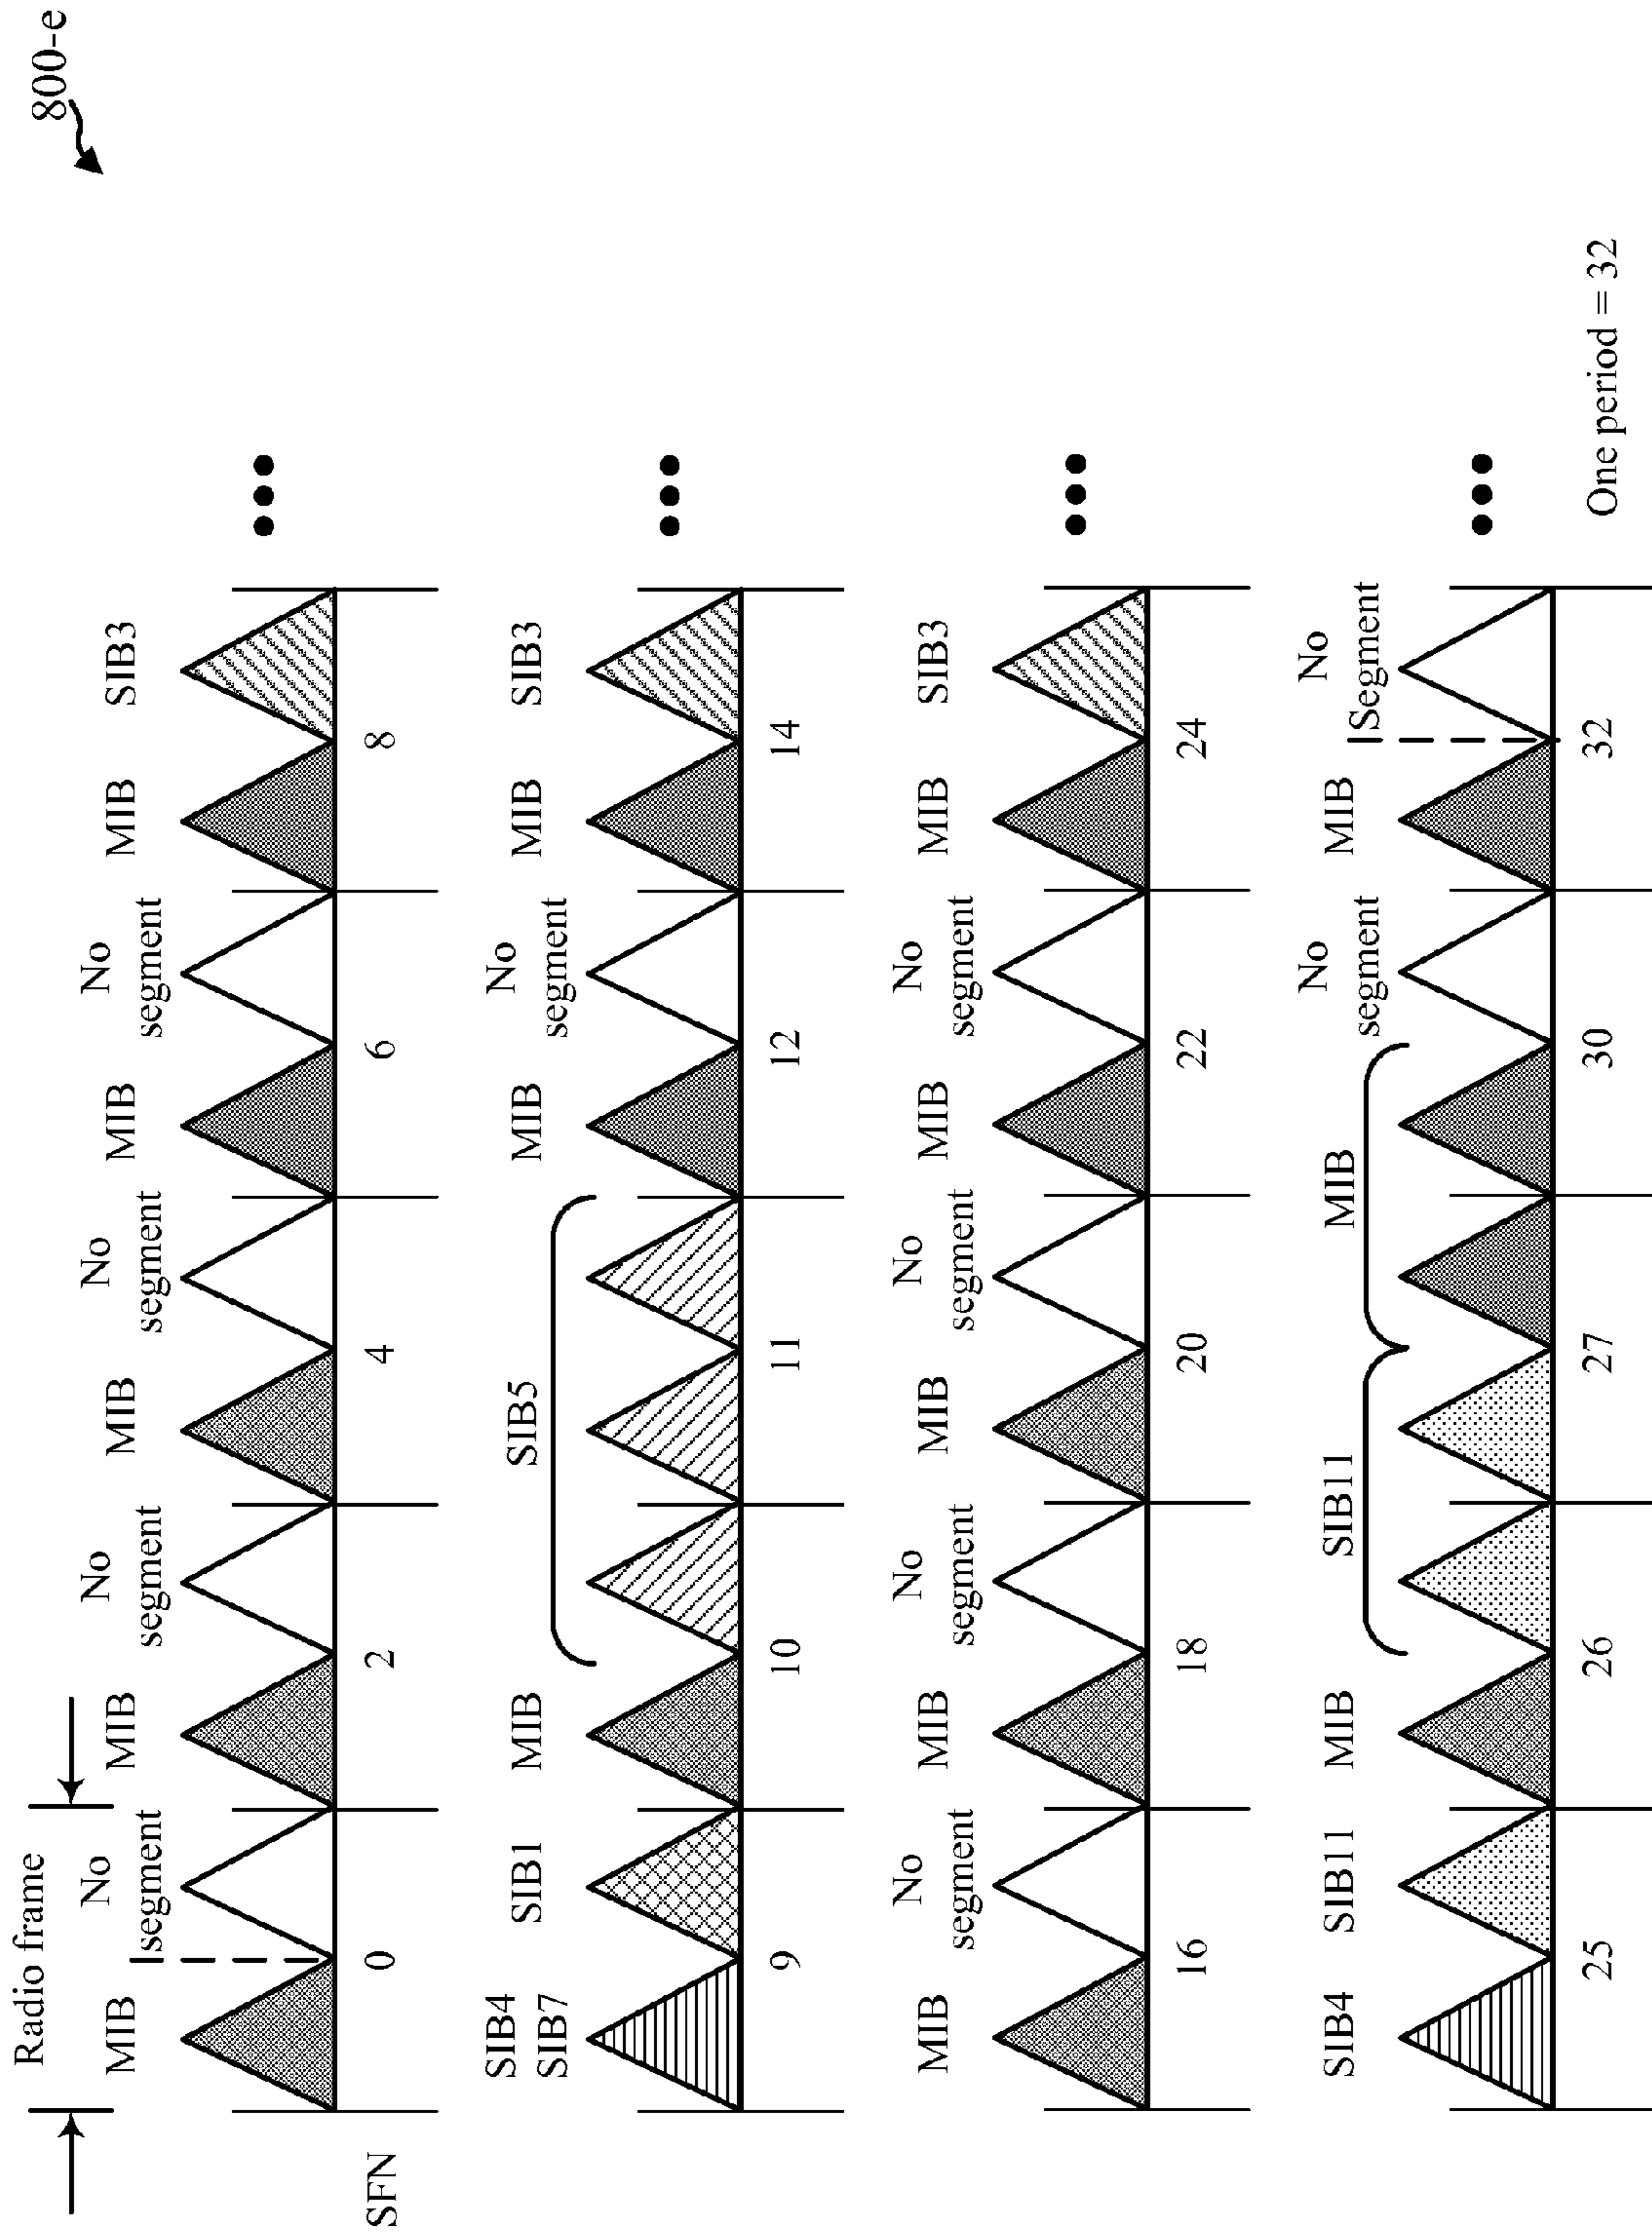 800-e
Radio frame
MIB
No
segment
MIB
No
segment
MIB
No
segment
MIB
No
segment
MIB
SIB3
SFN
0
2
4
6
8
SIB4
SIB7
SIB1
MIB
SIB5
MIB
No
segment
MIB
SIB3
9
10
11
12
14
MIB
No
segment
MIB
No
segment
MIB
No
segment
MIB
No
segment
MIB
SIB3
16
18
20
22
24
SIB4
SIB11
MIB
SIB11
MIB
No
segment
MIB
No
Segment
25
26
27
30
32
One period = 32